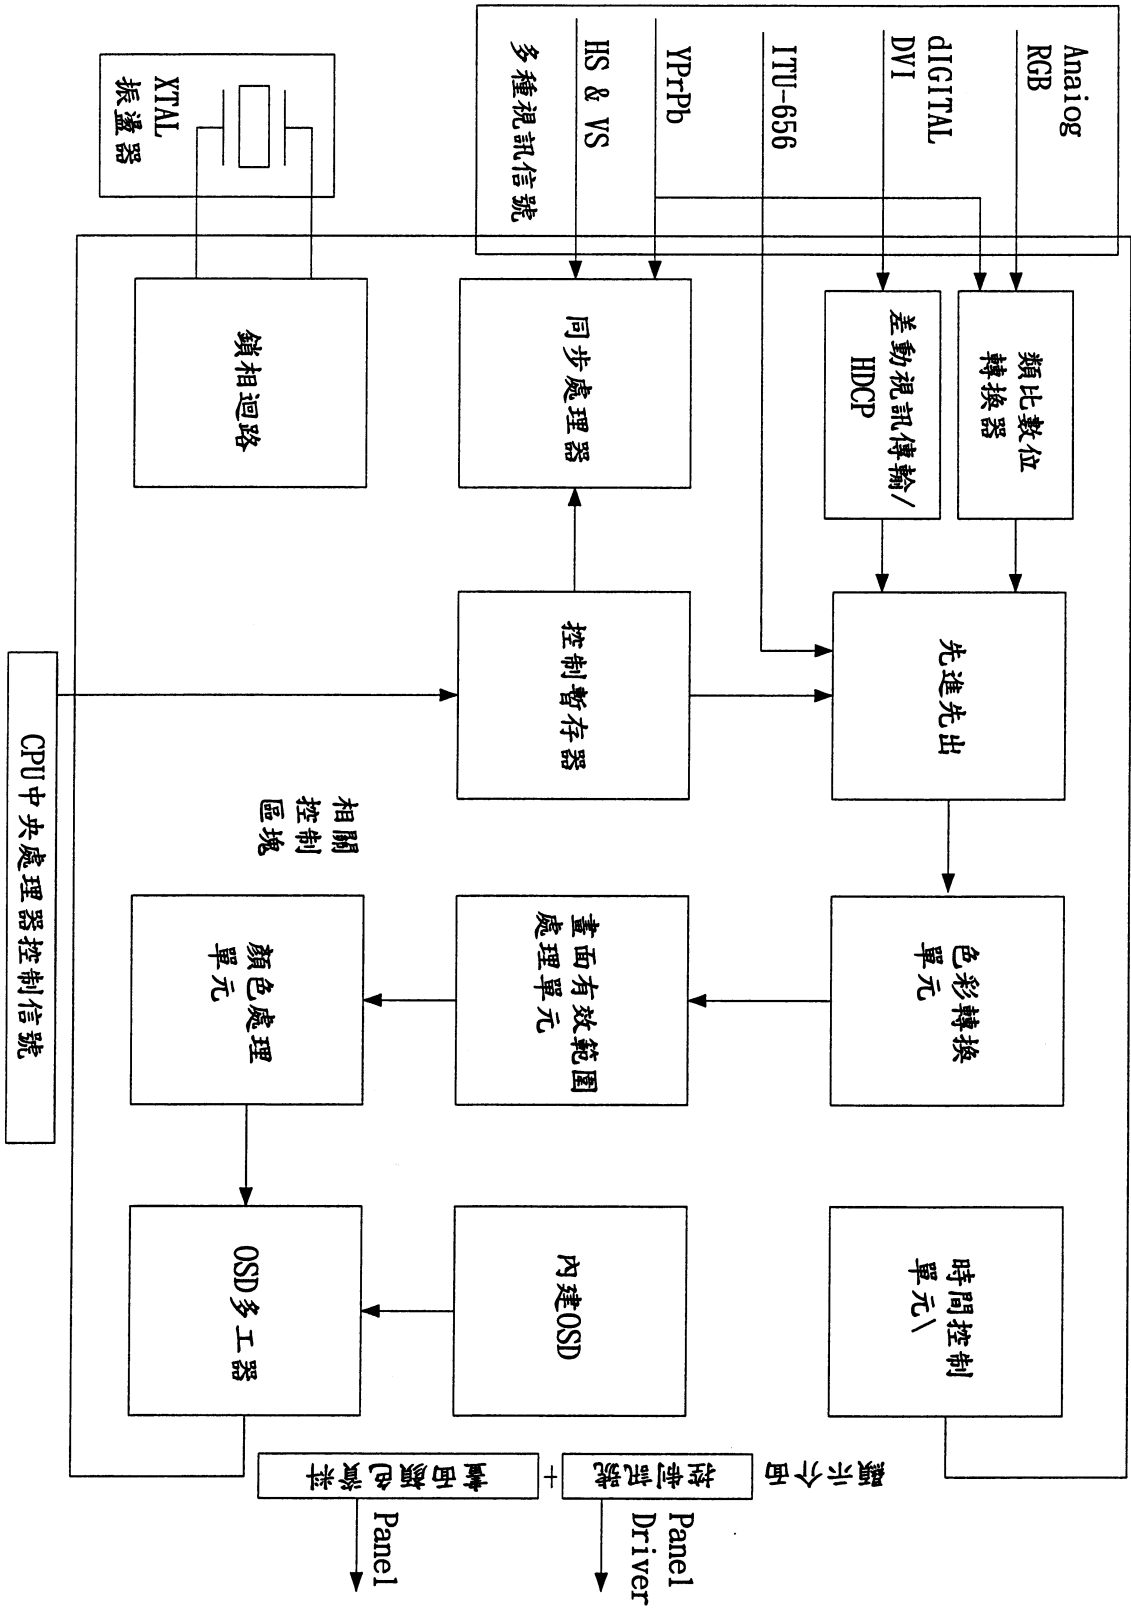 Anaiog
RGB
dIGITAL
DVI
ITU-656
YPrPb
HS & VS
多種視訊信號
XTAL
振盪器
類比數位
轉換器
差動視訊傳輸/
HDCP
同步處理器
鎖相迴路
先進先出
控制暫存器
相關
控制
區塊
CPU中央處理器控制信號
色彩轉換
單元
畫面有效範圍
處理單元
顏色處理
單元
時間控制
單元\
內建OSD
OSD多工器
顯示介面
控制訊號
+
畫面顏色資料
Panel
Driver
Panel